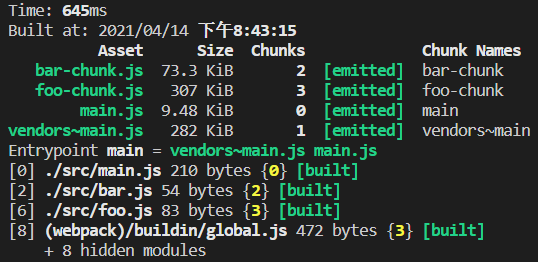 Time: 645ms
Built at: 2021/04/14 下午8:43:15
Asset Size Chunks Chunk Names
bar-chunk.js 73.3 KiB 2 [emitted] bar-chunk
foo-chunk.js 307 KiB 3 [emitted] foo-chunk
main.js 9.48 KiB 0 [emitted] main
vendors~main.js 282 KiB 1 [emitted] vendors~main
Entrypoint main = vendors~main.js main.js
[0] ./src/main.js 210 bytes {0} [built]
[2] ./src/bar.js 54 bytes {2} [built]
[6] ./src/foo.js 83 bytes {3} [built]
[8] (webpack)/buildin/global.js 472 bytes {3} [built]
+ 8 hidden modules